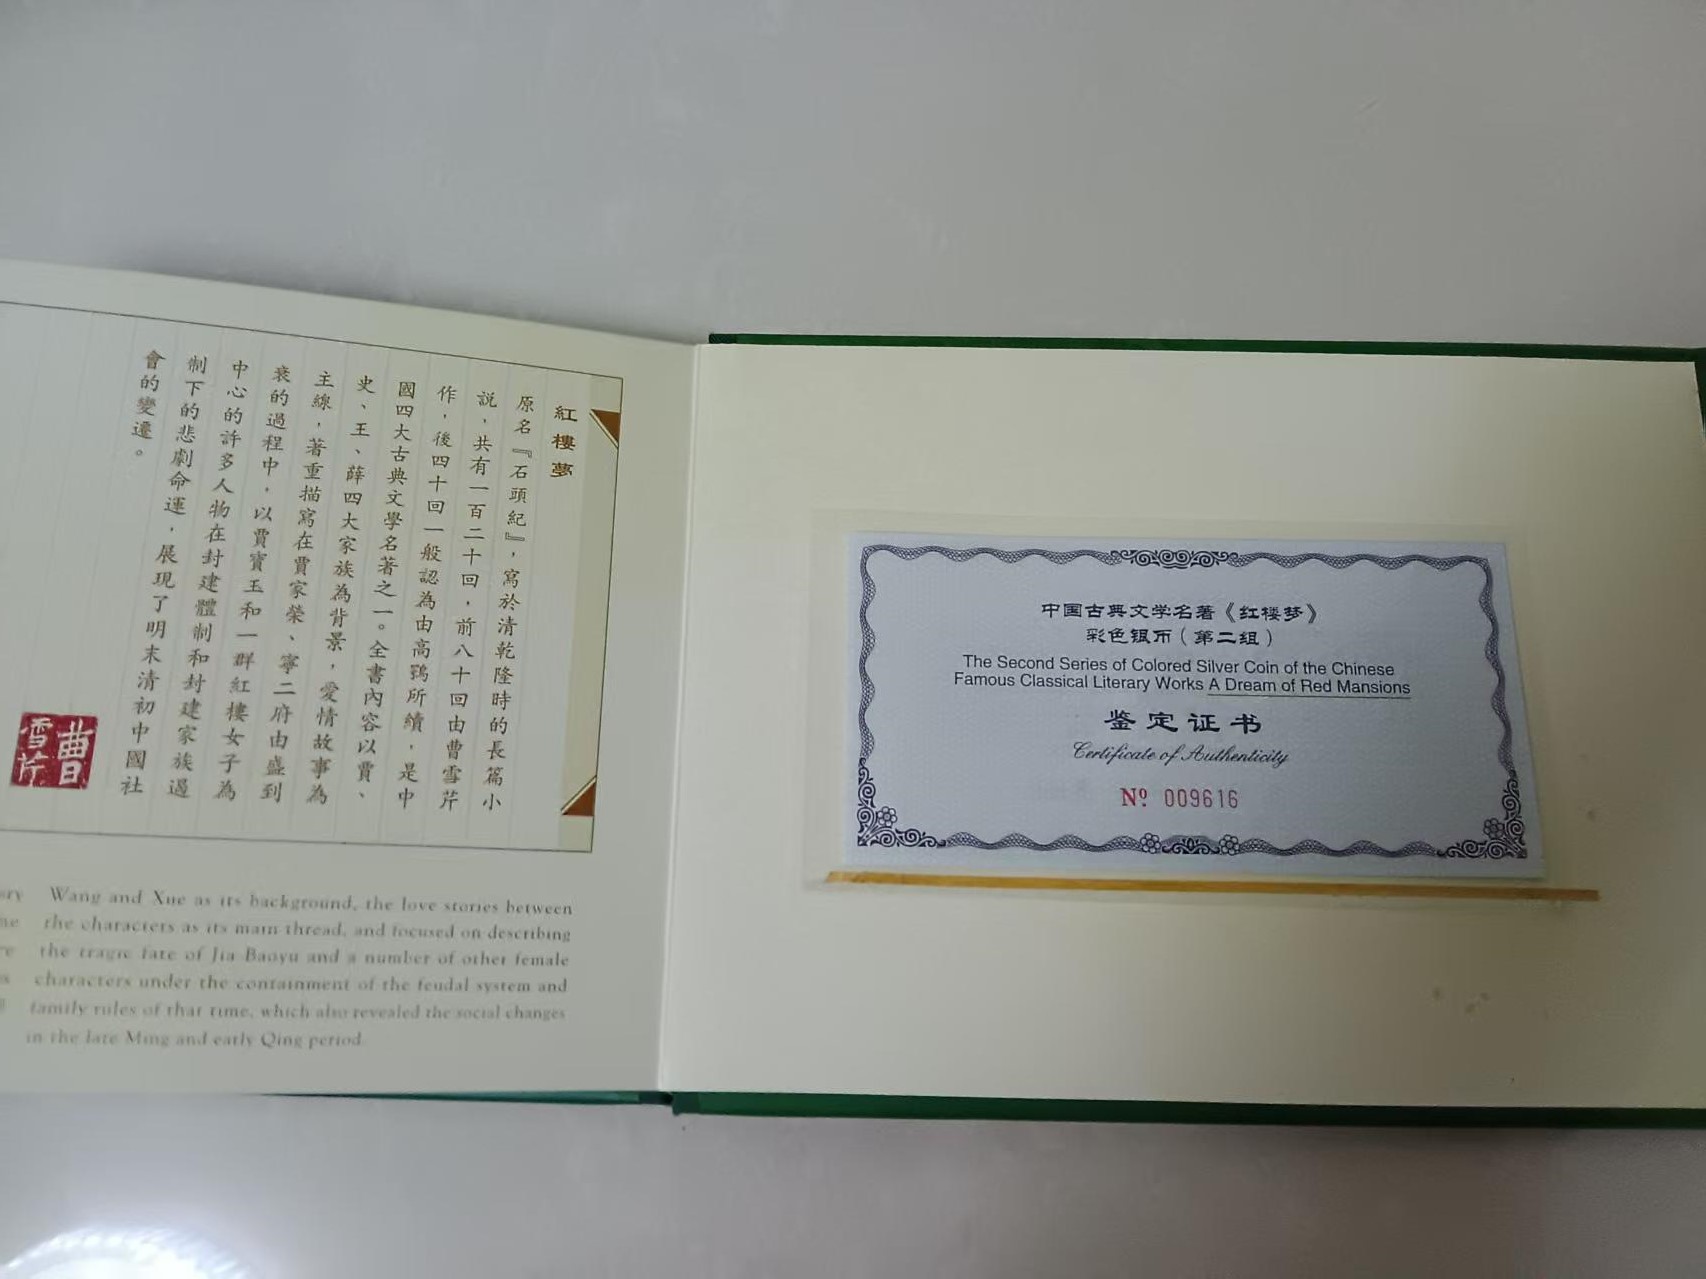 紅樓夢
原名『石頭紀』，寫於清乾隆時的長篇小
説，共有一百二十回，前八十回由曹雪芹
作，後四十回一般認為由高鶚所續，是中
國四大古典文學名著之一。全書內容以賈、
史、王、薛四大家族為背景，愛情故事為
主線，著重描寫在賈家榮、寧二府由盛到
衰的過程中，以賈寳玉和一群紅樓女子為
中心的許多人物在封建體制和封建家族過
制下的悲劇命運，展現了明末清初中國社
會的變遷。
曹雪芹
Wang and Xue as its background, the love stories between
the characters as its main thread, and focused on describing
the tragic fate of Jia Baoyu and a number of other female
characters under the containment of the feudal system and
family rules of that time, which also revealed the social changes
in the late Ming and early Qing period.
中国古典文学名著《红楼梦》
彩色银币（第二组）
The Second Series of Colored Silver Coin of the Chinese
Famous Classical Literary Works A Dream of Red Mansions
鉴定证书
Certificate of Authenticity
Nº 009616